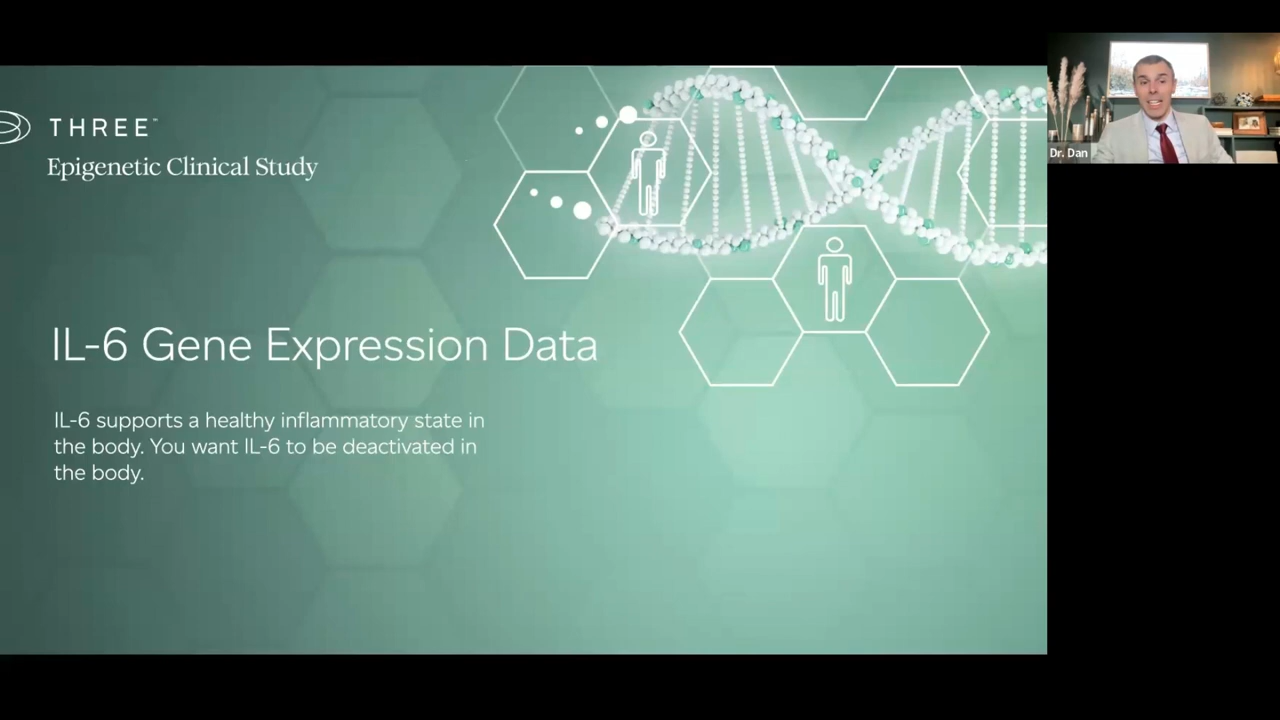 THREE™
Epigenetic Clinical Study
IL-6 Gene Expression Data
IL-6 supports a healthy inflammatory state in
the body. You want IL-6 to be deactivated in
the body.
Dr. Dan